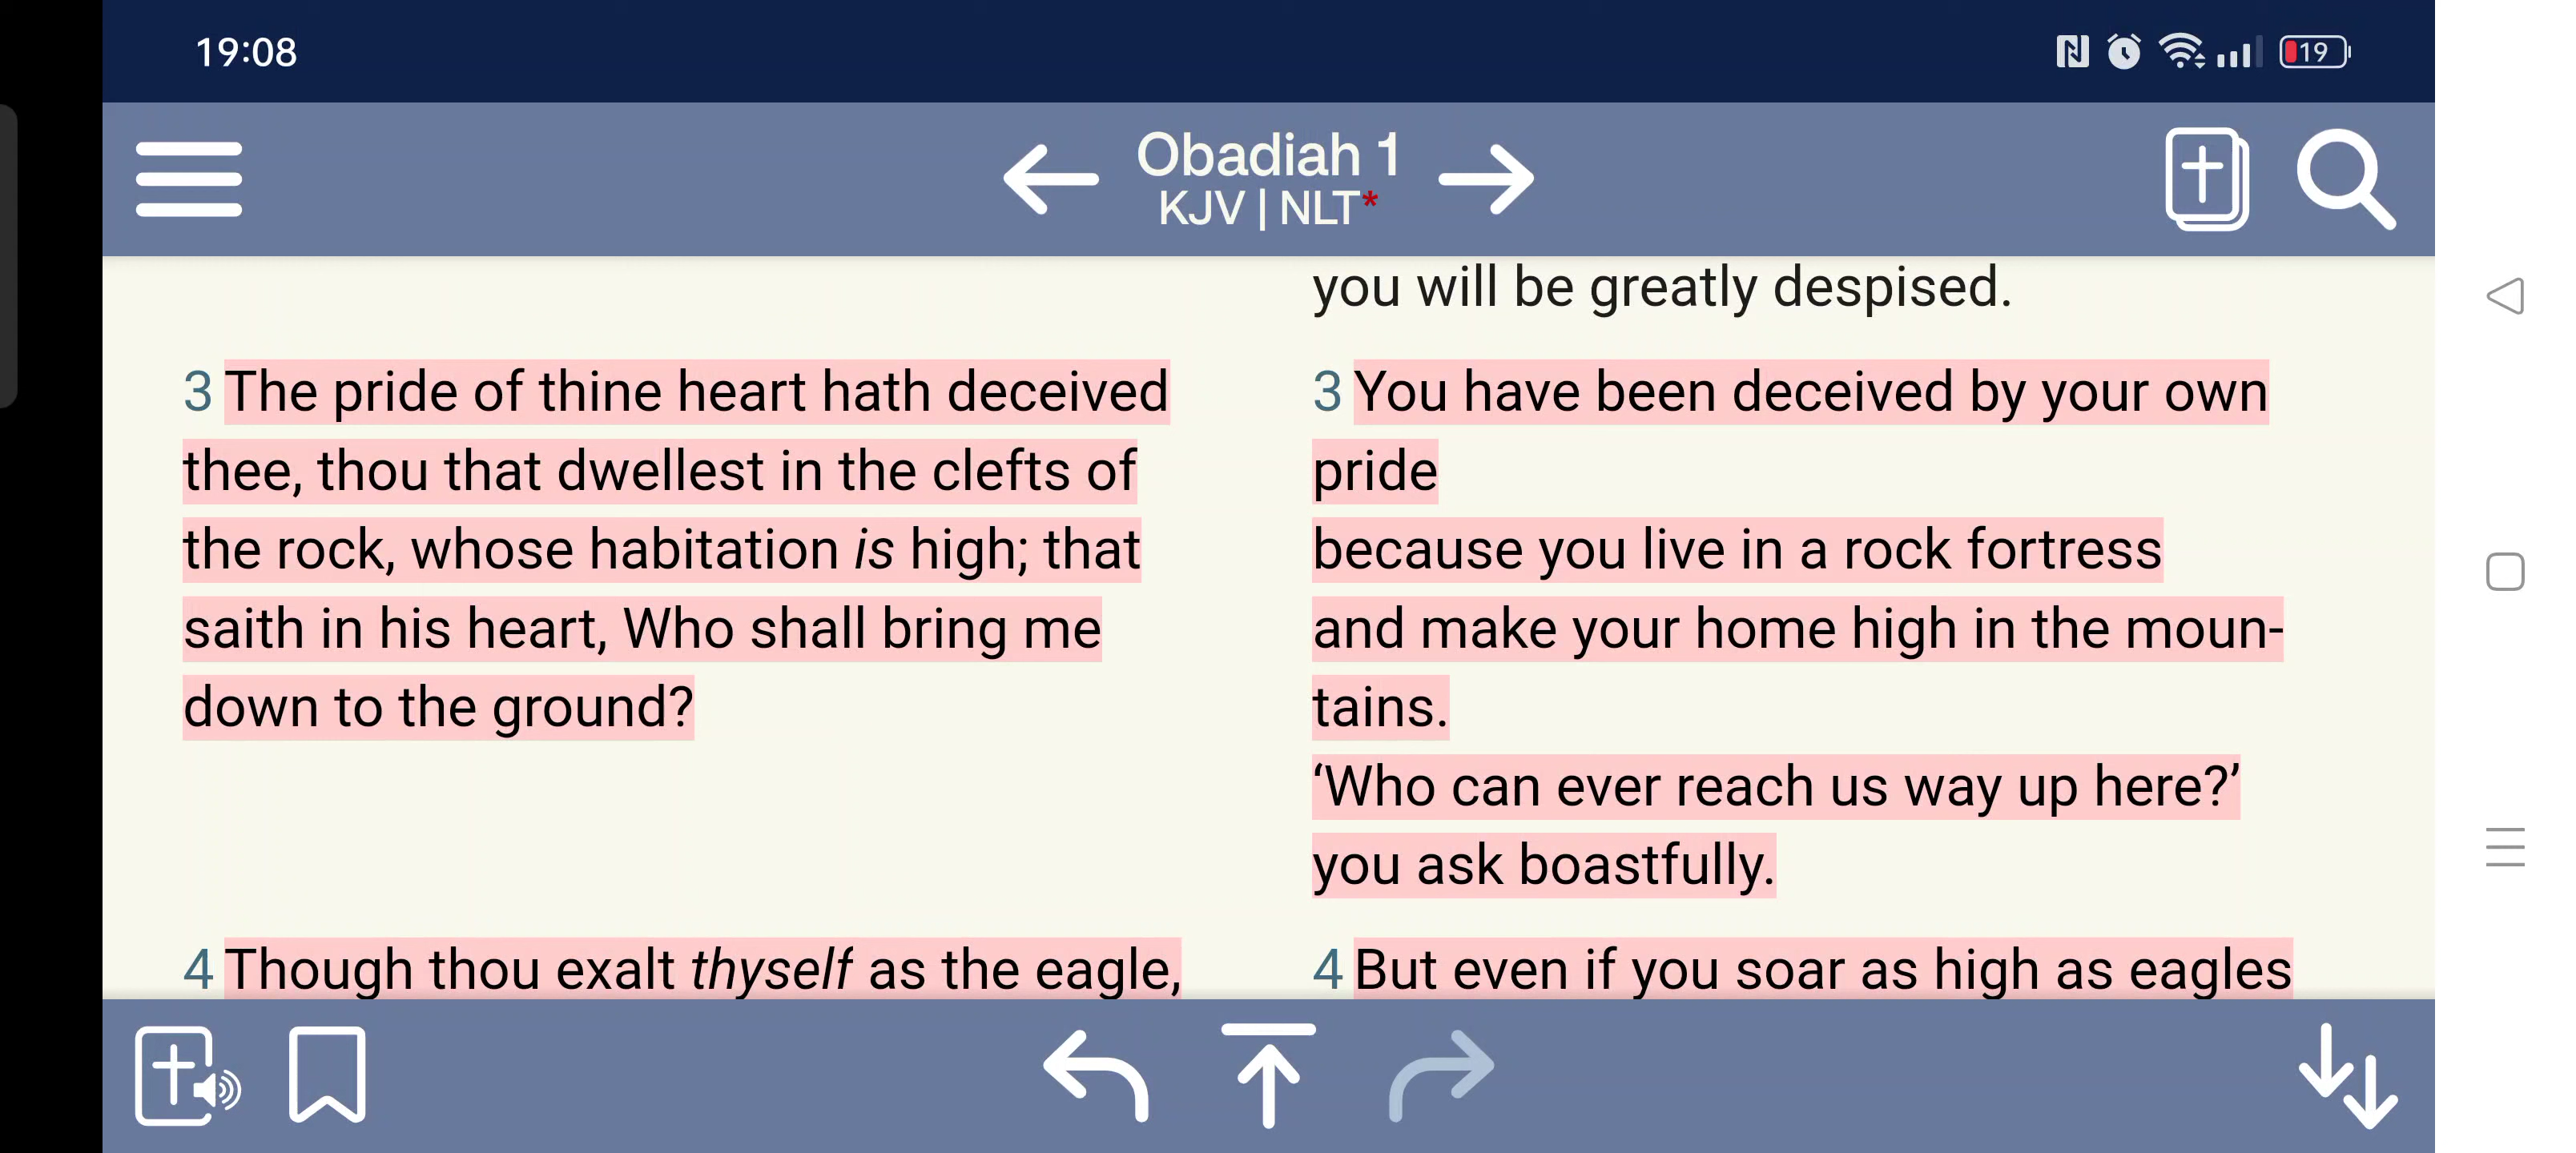 19:08
19
Obadiah 1
KJV | NLT*
3 The pride of thine heart hath deceived
thee, thou that dwellest in the clefts of
the rock, whose habitation is high; that
saith in his heart, Who shall bring me
down to the ground?
4 Though thou exalt thyself as the eagle,
you will be greatly despised.
3 You have been deceived by your own
pride
because you live in a rock fortress
and make your home high in the moun-
tains.
‘Who can ever reach us way up here?’
you ask boastfully.
4 But even if you soar as high as eagles